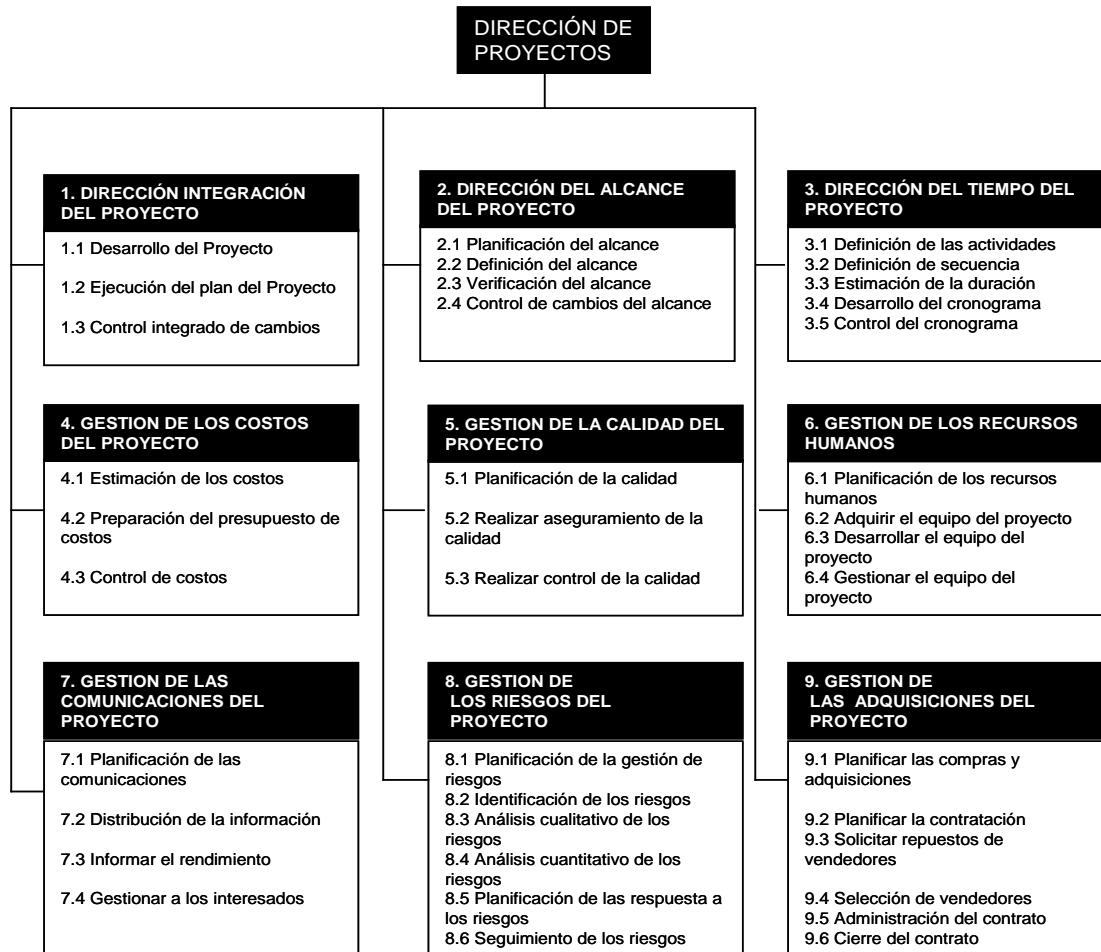 DIRECCIÓN DE
PROYECTOS
1. DIRECCIÓN INTEGRACIÓN
DEL PROYECTO
1.1 Desarrollo del Proyecto
1.2 Ejecución del plan del Proyecto
1.3 Control integrado de cambios
2. DIRECCIÓN DEL ALCANCE
DEL PROYECTO
2.1 Planificación del alcance
2.2 Definición del alcance
2.3 Verificación del alcance
2.4 Control de cambios del alcance
3. DIRECCIÓN DEL TIEMPO DEL
PROYECTO
3.1 Definición de las actividades
3.2 Definición de secuencia
3.3 Estimación de la duración
3.4 Desarrollo del cronograma
3.5 Control del cronograma
4. GESTION DE LOS COSTOS
DEL PROYECTO
4.1 Estimación de los costos
4.2 Preparación del presupuesto de
costos
4.3 Control de costos
5. GESTION DE LA CALIDAD DEL
PROYECTO
5.1 Planificación de la calidad
5.2 Realizar aseguramiento de la
calidad
5.3 Realizar control de la calidad
6. GESTION DE LOS RECURSOS
HUMANOS
6.1 Planificación de los recursos
humanos
6.2 Adquirir el equipo del proyecto
6.3 Desarrollar el equipo del
proyecto
6.4 Gestionar el equipo del
proyecto
7. GESTION DE LAS
COMUNICACIONES DEL
PROYECTO
7.1 Planificación de las
comunicaciones
7.2 Distribución de la información
7.3 Informar el rendimiento
7.4 Gestionar a los interesados
8. GESTION DE
LOS RIESGOS DEL
PROYECTO
8.1 Planificación de la gestión de
riesgos
8.2 Identificación de los riesgos
8.3 Análisis cualitativo de los
riesgos
8.4 Análisis cuantitativo de los
riesgos
8.5 Planificación de las respuesta a
los riesgos
8.6 Seguimiento de los riesgos
9. GESTION DE
LAS ADQUISICIONES DEL
PROYECTO
9.1 Planificar las compras y
adquisiciones
9.2 Planificar la contratación
9.3 Solicitar repuestos de
vendedores
9.4 Selección de vendedores
9.5 Administración del contrato
9.6 Cierre del contrato